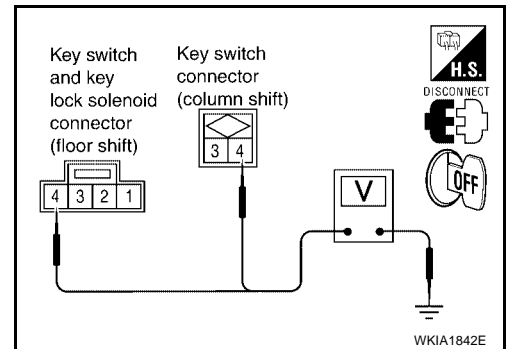 Key switch
and key
lock solenoid
connector
(floor shift)
Key switch
connector
(column shift)
H.S.
DISCONNECT
OFF
3 4
4 3 2 1
V
WKIA1842E